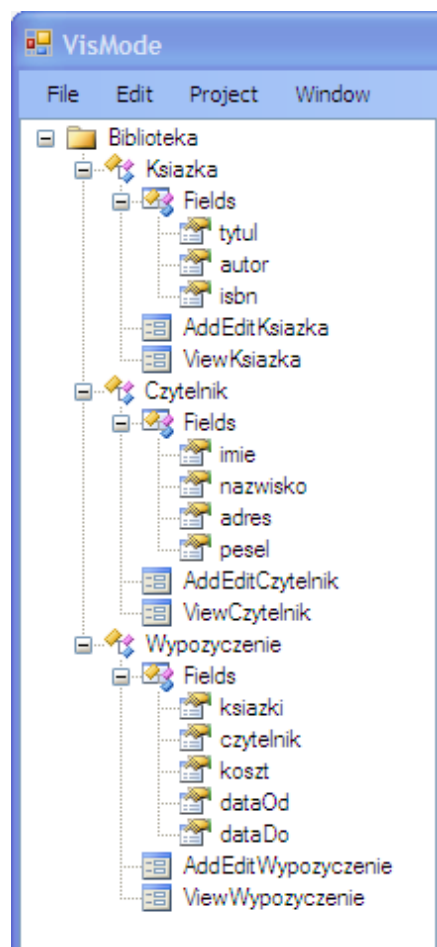 VisMode
File Edit Project Window
Biblioteka
Ksiazka
Fields
tytul
autor
isbn
AddEditKsiazka
ViewKsiazka
Czytelnik
Fields
imie
nazwisko
adres
pesel
AddEditCzytelnik
ViewCzytelnik
Wypozyczenie
Fields
ksiazki
czytelnik
koszt
dataOd
dataDo
AddEditWypozyczenie
ViewWypozyczenie